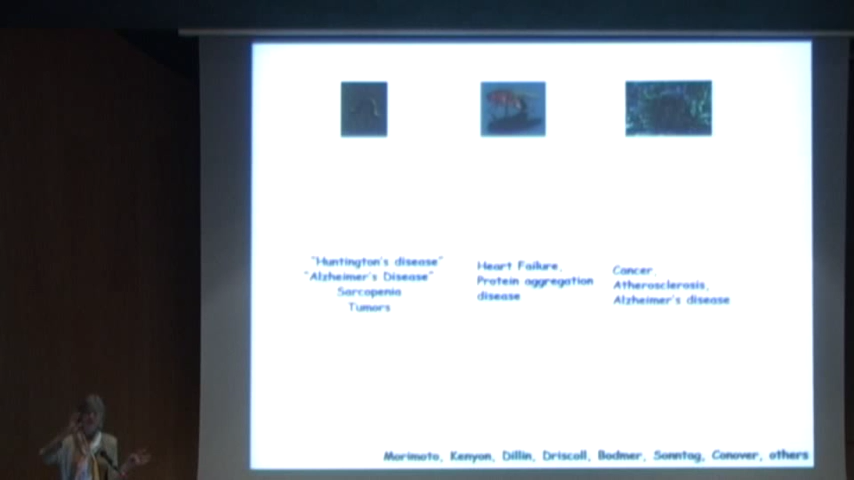 "Huntington's disease"
"Alzheimer's Disease"
Sarcopenia
Tumors
Heart Failure,
Protein aggregation
disease
Cancer,
Atherosclerosis,
Alzheimer's disease
Morimoto, Kenyon, Dillin, Driscoll, Bodmer, Sonntag, Conover, others